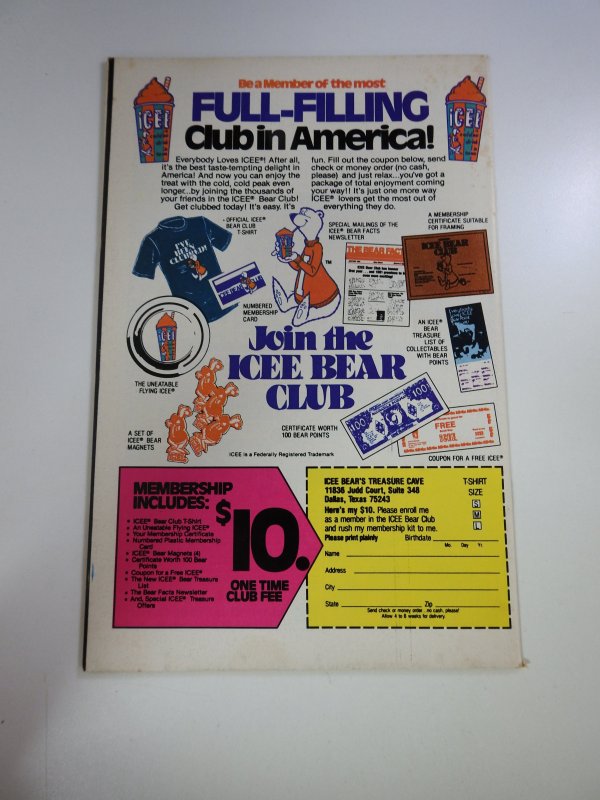 Be a Member of the most
FULL-FILLING
Club in America!
Everybody Loves ICEE®! After all,
it's the best taste-tempting delight in
America! And now you can enjoy the
treat with the cold, cold peak even
longer...by joining the thousands of
your friends in the ICEE® Bear Club!
Get clubbed today! It's easy. It's
fun. Fill out the coupon below, send
check or money order (no cash,
please) and just relax...you've got a
package of total enjoyment coming
your way!! It's just one more way
ICEE® lovers get the most out of
everything they do.
ICEE
ICEE
OFFICIAL ICEE®
BEAR CLUB
T-SHIRT
SPECIAL MAILINGS OF THE
ICEE® BEAR FACTS
NEWSLETTER
A MEMBERSHIP
CERTIFICATE SUITABLE
FOR FRAMING
I'VE
BEEN
CLUBBED!
THE BEAR FACTS
ICEE BEAR
CLUB
TM
NUMBERED
MEMBERSHIP
CARD
AN ICEE®
BEAR
TREASURE
LIST OF
COLLECTABLES
WITH BEAR
POINTS
ICEE
Join the
ICEE BEAR
CLUB
THE UNEATABLE
FLYING ICEE®
100
100
FREE
A SET OF
ICEE® BEAR
MAGNETS
CERTIFICATE WORTH
100 BEAR POINTS
ICEE is a Federally Registered Trademark
COUPON FOR A FREE ICEE®
MEMBERSHIP
INCLUDES:
• ICEE® Bear Club T-Shirt
• An Uneatable Flying ICEE®
• Your Membership Certificate
• Numbered Plastic Membership
Card
• ICEE® Bear Magnets (4)
• Certificate Worth 100 Bear
Points
• Coupon for a Free ICEE®
• The New ICEE® Bear Treasure
List
• The Bear Facts Newsletter
• And, Special ICEE® Treasure
Offers
$10.
ONE TIME
CLUB FEE
ICEE BEAR'S TREASURE CAVE
11836 Judd Court, Suite 348
Dallas, Texas 75243
Here's my $10. Please enroll me
as a member in the ICEE Bear Club
and rush my membership kit to me.
Please print plainly Birthdate
Mo. Day Yr.
T-SHIRT
SIZE
S
M
L
Name
Address
City
State Zip
Send check or money order...no cash, please!
Allow 4 to 6 weeks for delivery.